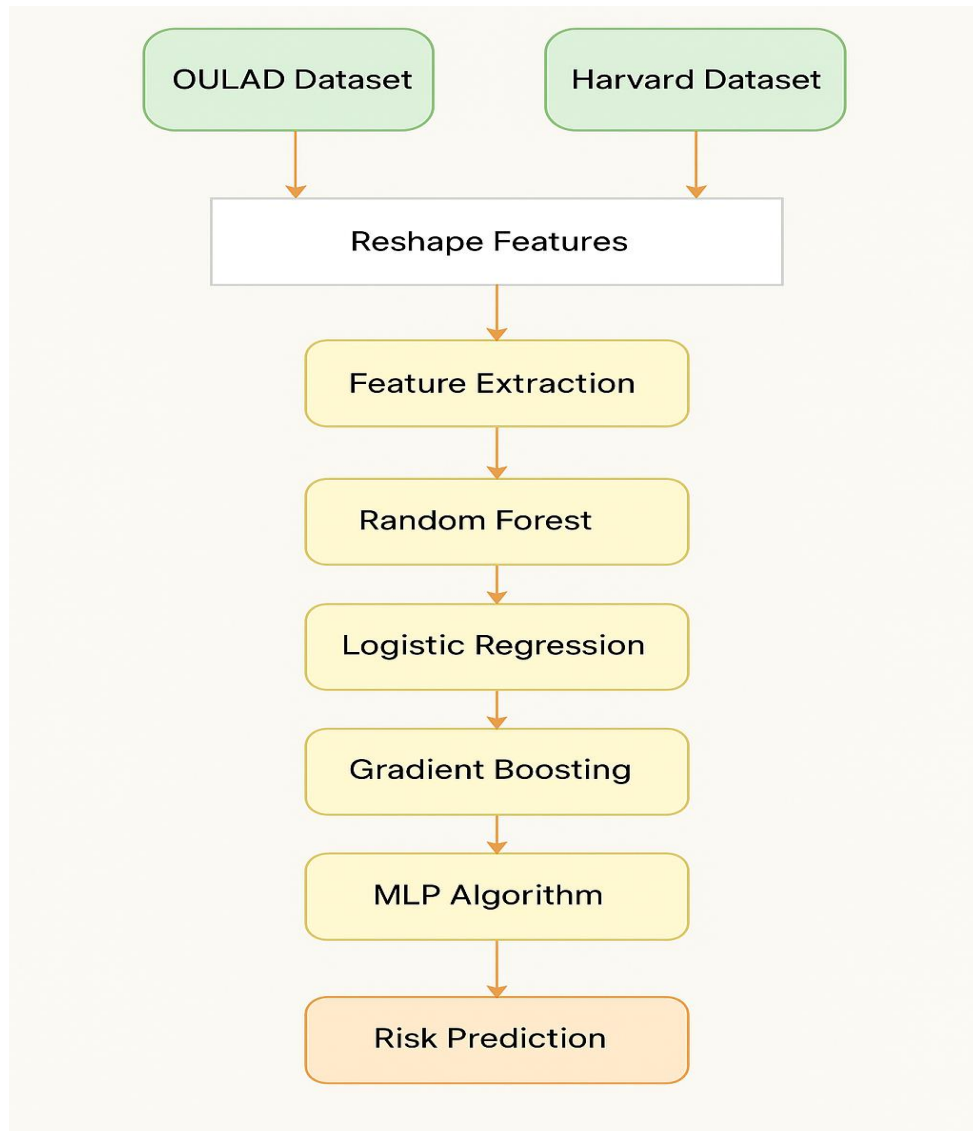 OULAD Dataset
Harvard Dataset
Reshape Features
Feature Extraction
Random Forest
Logistic Regression
Gradient Boosting
MLP Algorithm
Risk Prediction